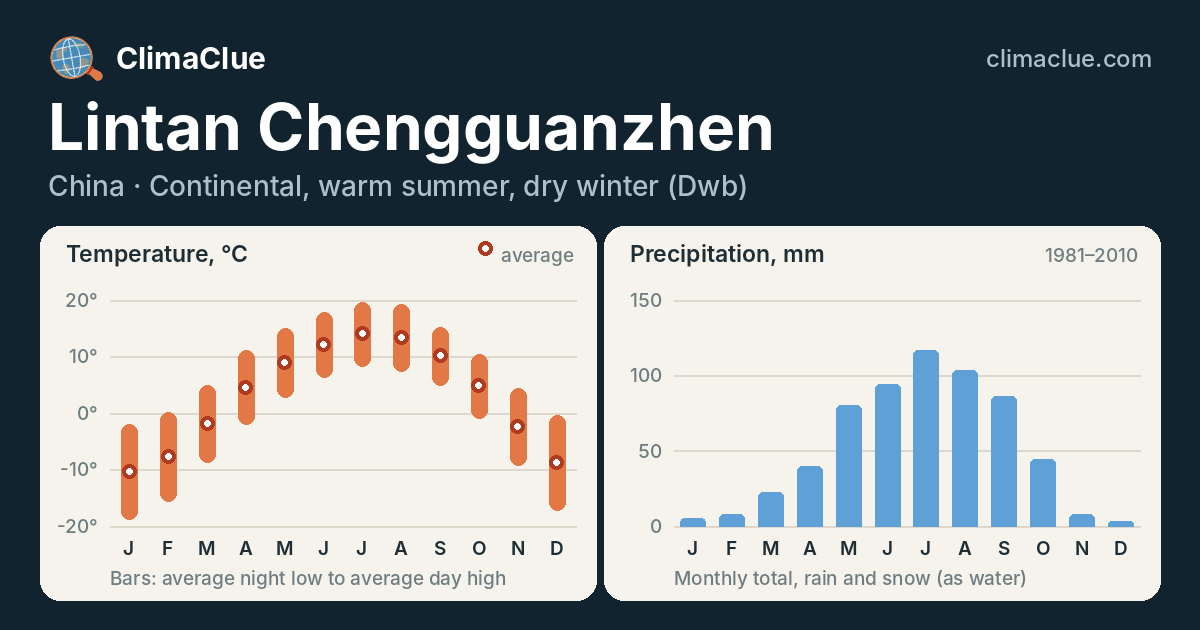 ClimaClue
climaclue.com
Lintan Chengguanzhen
China · Continental, warm summer, dry winter (Dwb)
Temperature, °C
average
20°
10°
0°
-10°
-20°
J F M A M J J A S O N D
Bars: average night low to average day high
Precipitation, mm
1981–2010
150
100
50
0
J F M A M J J A S O N D
Monthly total, rain and snow (as water)